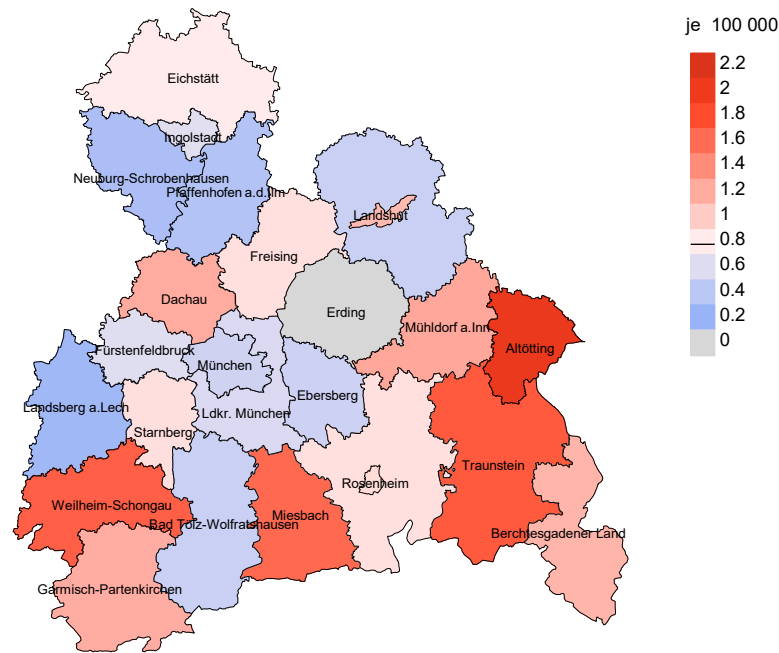 je 100 000
2.2
2
1.8
1.6
1.4
1.2
1
0.8
0.6
0.4
0.2
0
Eichstätt
Ingolstadt
Neuburg-Schrobenhausen
Pfaffenhofen a.d.Ilm
Landshut
Freising
Dachau
Erding
Mühldorf a.Inn
Altötting
Fürstenfeldbruck
München
Ebersberg
Landsberg a.Lech
Ldkr. München
Starnberg
Traunstein
Rosenheim
Weilheim-Schongau
Miesbach
Bad Tölz-Wolfratshausen
Berchtesgadener Land
Garmisch-Partenkirchen